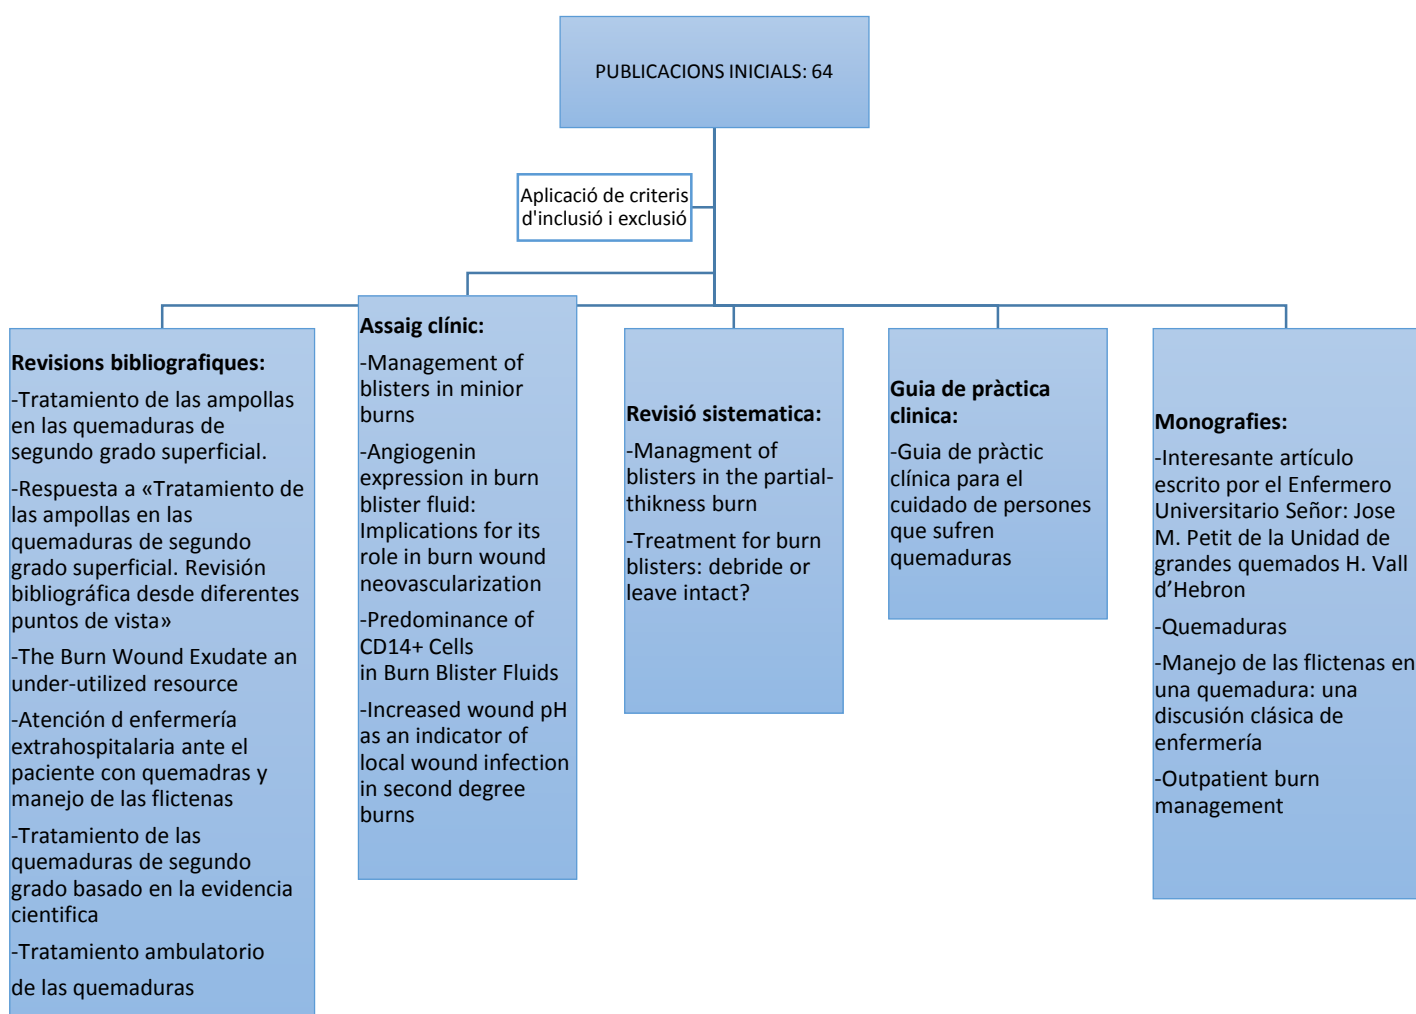 PUBLICACIONS INICIALS: 64
Aplicació de criteris
d'inclusió i exclusió
Revisions bibliografiques:
-Tratamiento de las ampollas
en las quemaduras de
segundo grado superficial.
-Respuesta a «Tratamiento de
las ampollas en las
quemaduras de segundo
grado superficial. Revisión
bibliográfica desde diferentes
puntos de vista»
-The Burn Wound Exudate an
under-utilized resource
-Atención d enfermería
extrahospitalaria ante el
paciente con quemadras y
manejo de las flictenas
-Tratamiento de las
quemaduras de segundo
grado basado en la evidencia
cientifica
-Tratamiento ambulatorio
de las quemaduras
Assaig clínic:
-Management of
blisters in minior
burns
-Angiogenin
expression in burn
blister fluid:
Implications for its
role in burn wound
neovascularization
-Predominance of
CD14+ Cells
in Burn Blister Fluids
-Increased wound pH
as an indicator of
local wound infection
in second degree
burns
Revisió sistematica:
-Managment of
blisters in the partial-
thikness burn
-Treatment for burn
blisters: debride or
leave intact?
Guia de pràctica
clinica:
-Guia de pràctic
clínica para el
cuidado de persones
que sufren
quemaduras
Monografies:
-Interesante artículo
escrito por el Enfermero
Universitario Señor: Jose
M. Petit de la Unidad de
grandes quemados H. Vall
d’Hebron
-Quemaduras
-Manejo de las flictenas en
una quemadura: una
discusión clásica de
enfermería
-Outpatient burn
management